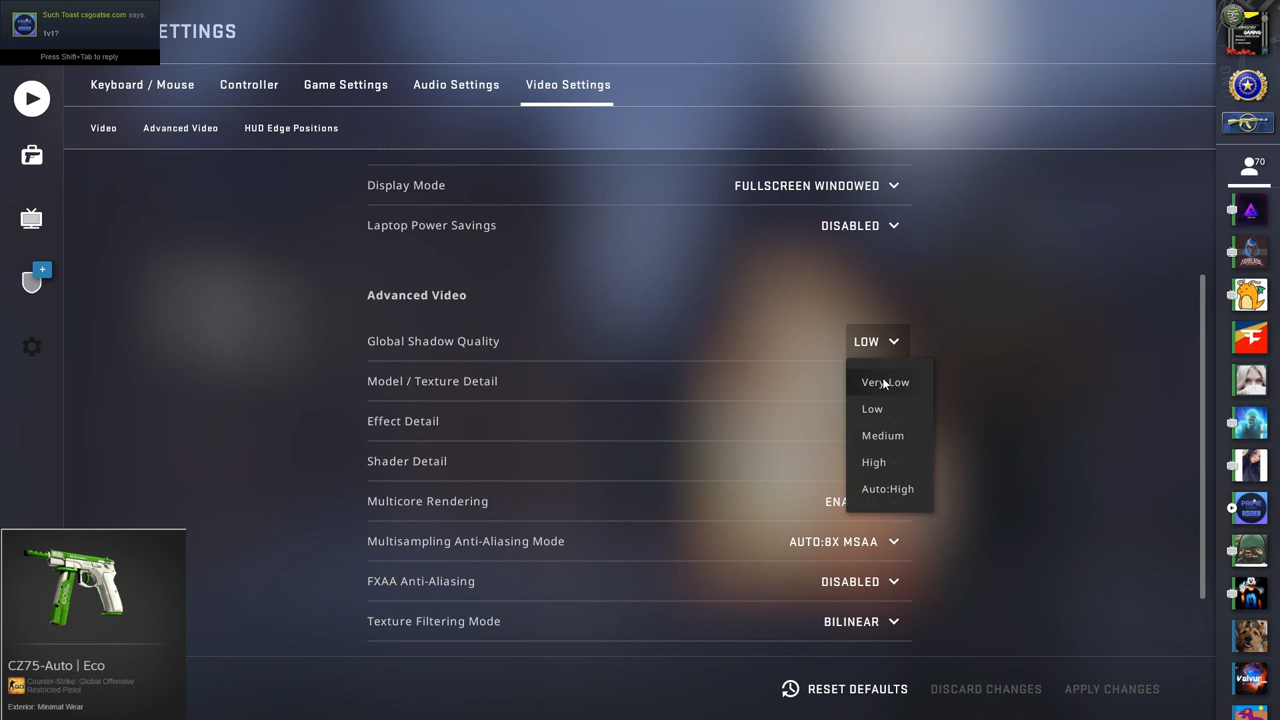 Such Toast csgoatse.com says:
1v1?
Press Shift+Tab to reply
ETTINGS
Keyboard / Mouse
Controller
Game Settings
Audio Settings
Video Settings
Video
Advanced Video
HUD Edge Positions
70
Display Mode
FULLSCREEN WINDOWED
Laptop Power Savings
DISABLED
Advanced Video
Global Shadow Quality
LOW
Very Low
Low
Medium
High
Auto:High
Model / Texture Detail
Effect Detail
Shader Detail
Multicore Rendering
ENA
Multisampling Anti-Aliasing Mode
AUTO:8X MSAA
FXAA Anti-Aliasing
DISABLED
Texture Filtering Mode
BILINEAR
CZ75-Auto | Eco
Counter-Strike: Global Offensive
Restricted Pistol
Exterior: Minimal Wear
RESET DEFAULTS
DISCARD CHANGES
APPLY CHANGES
PRIME
Velvur